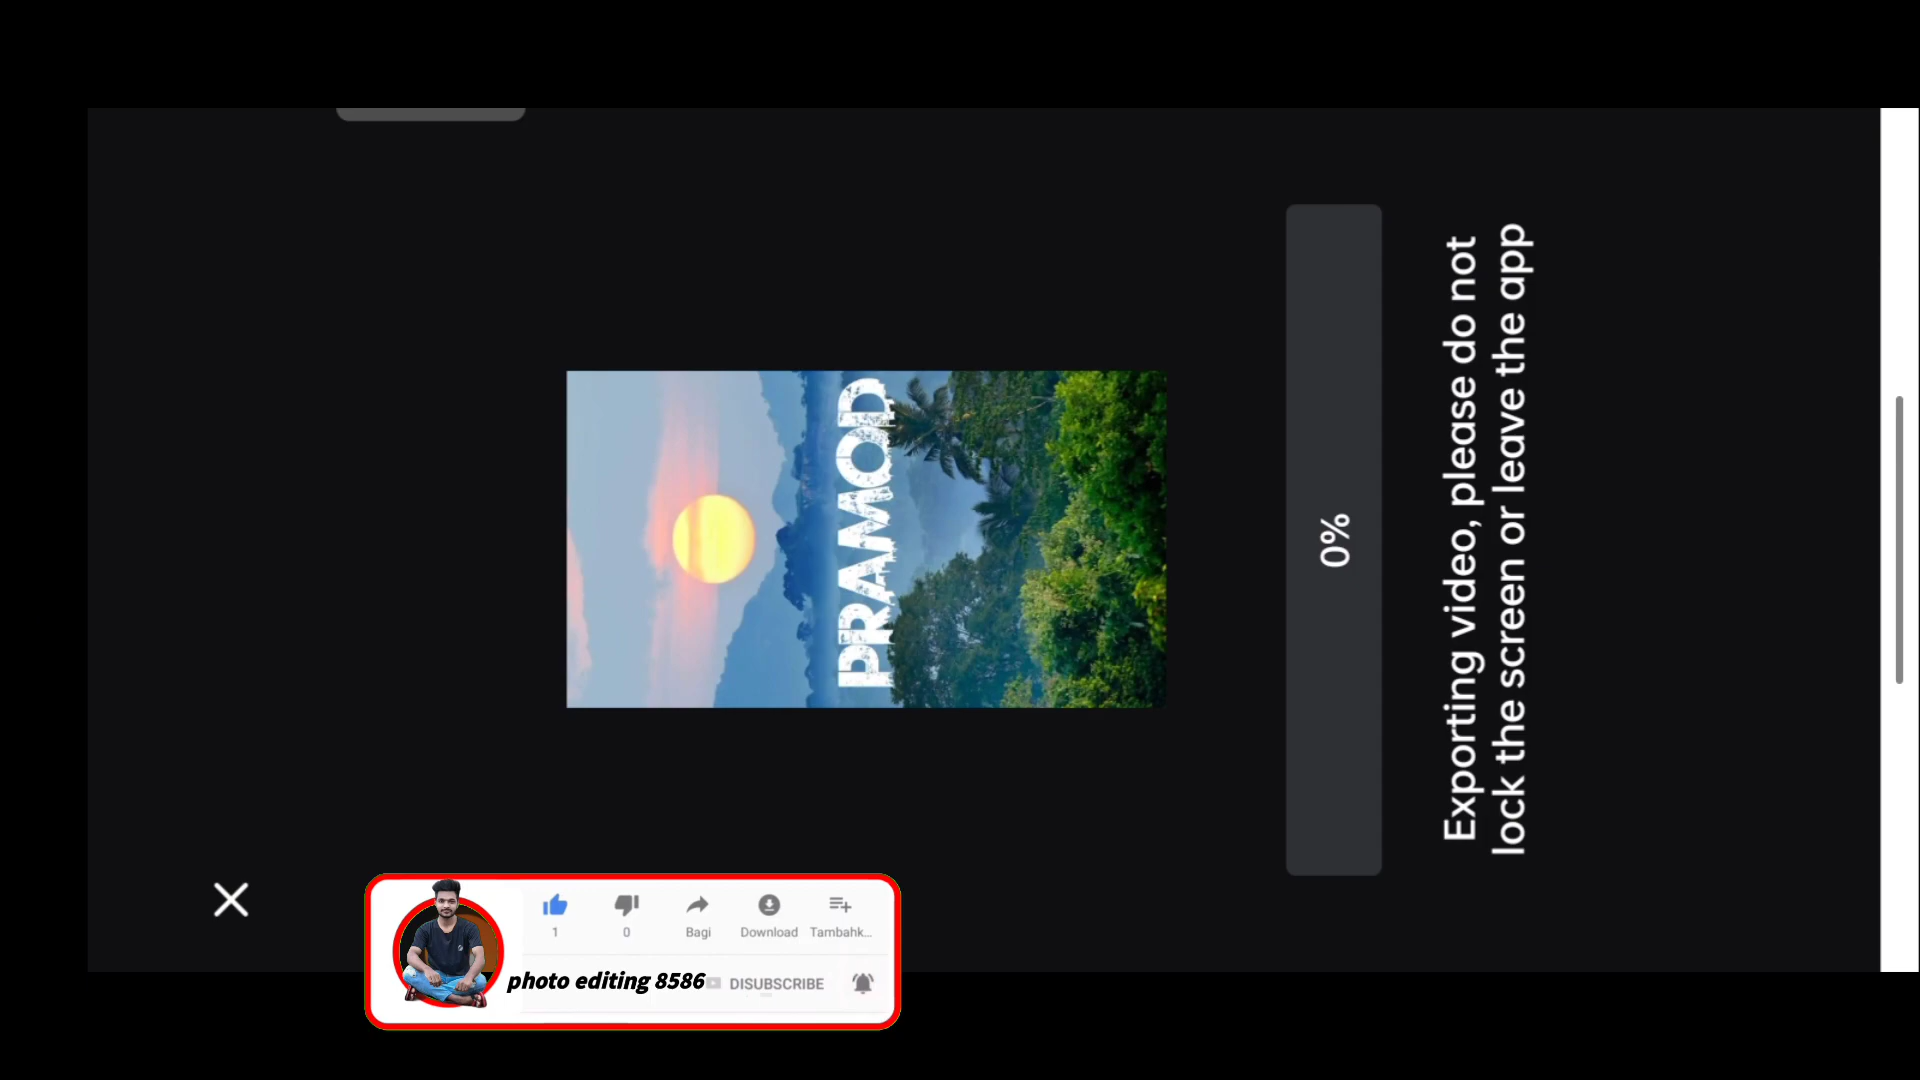 PRAMOD
0%
Exporting video, please do not
lock the screen or leave the app
1
0
Bagi
Download
Tambahk...
photo editing 8586
DISUBSCRIBE